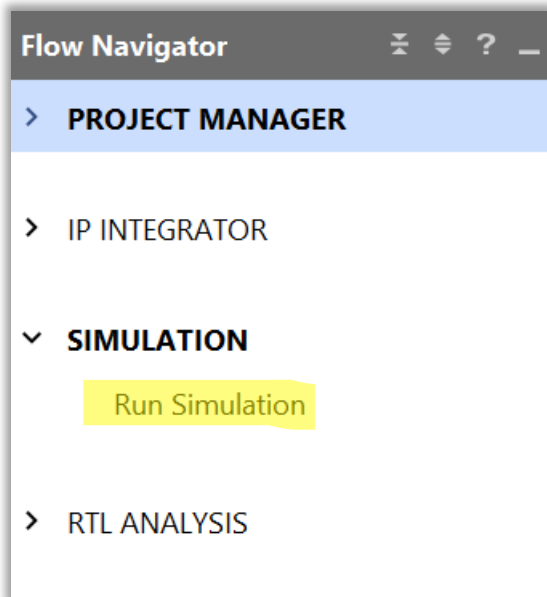 Flow Navigator ?
PROJECT MANAGER
IP INTEGRATOR
SIMULATION
Run Simulation
RTL ANALYSIS